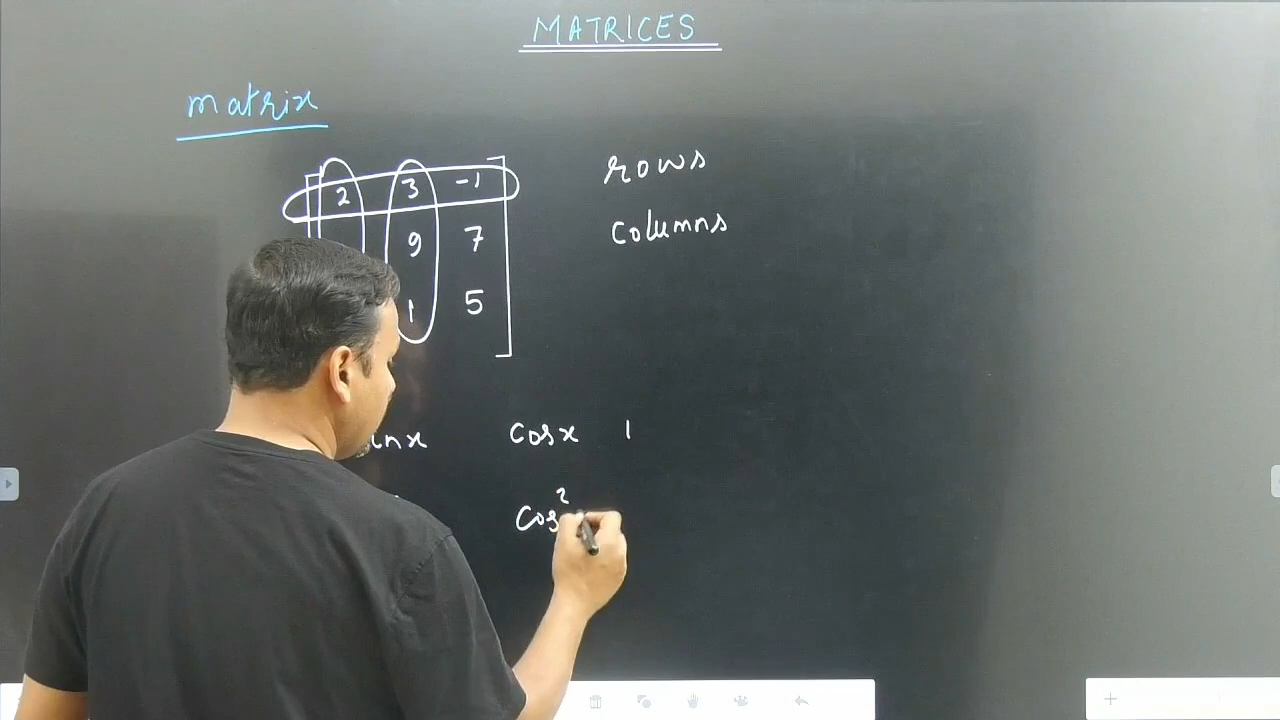 MATRICES
matrix
rows
2 3 -1
columns
9 7
1 5
inx cosx 1
cos²